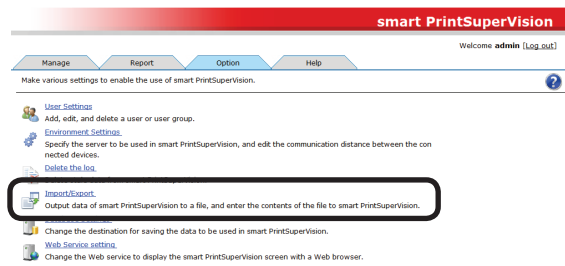 smart PrintSuperVision
Welcome admin [Log out]
Manage Report Option Help
Make various settings to enable the use of smart PrintSuperVision.
?
User Settings
Add, edit, and delete a user or user group.
Environment Settings
Specify the server to be used in smart PrintSuperVision, and edit the communication distance between the con
nected devices.
Delete the log
Import/Export
Output data of smart PrintSuperVision to a file, and enter the contents of the file to smart PrintSuperVision.
Change the destination for saving the data to be used in smart PrintSuperVision.
Web Service setting
Change the Web service to display the smart PrintSuperVision screen with a Web browser.